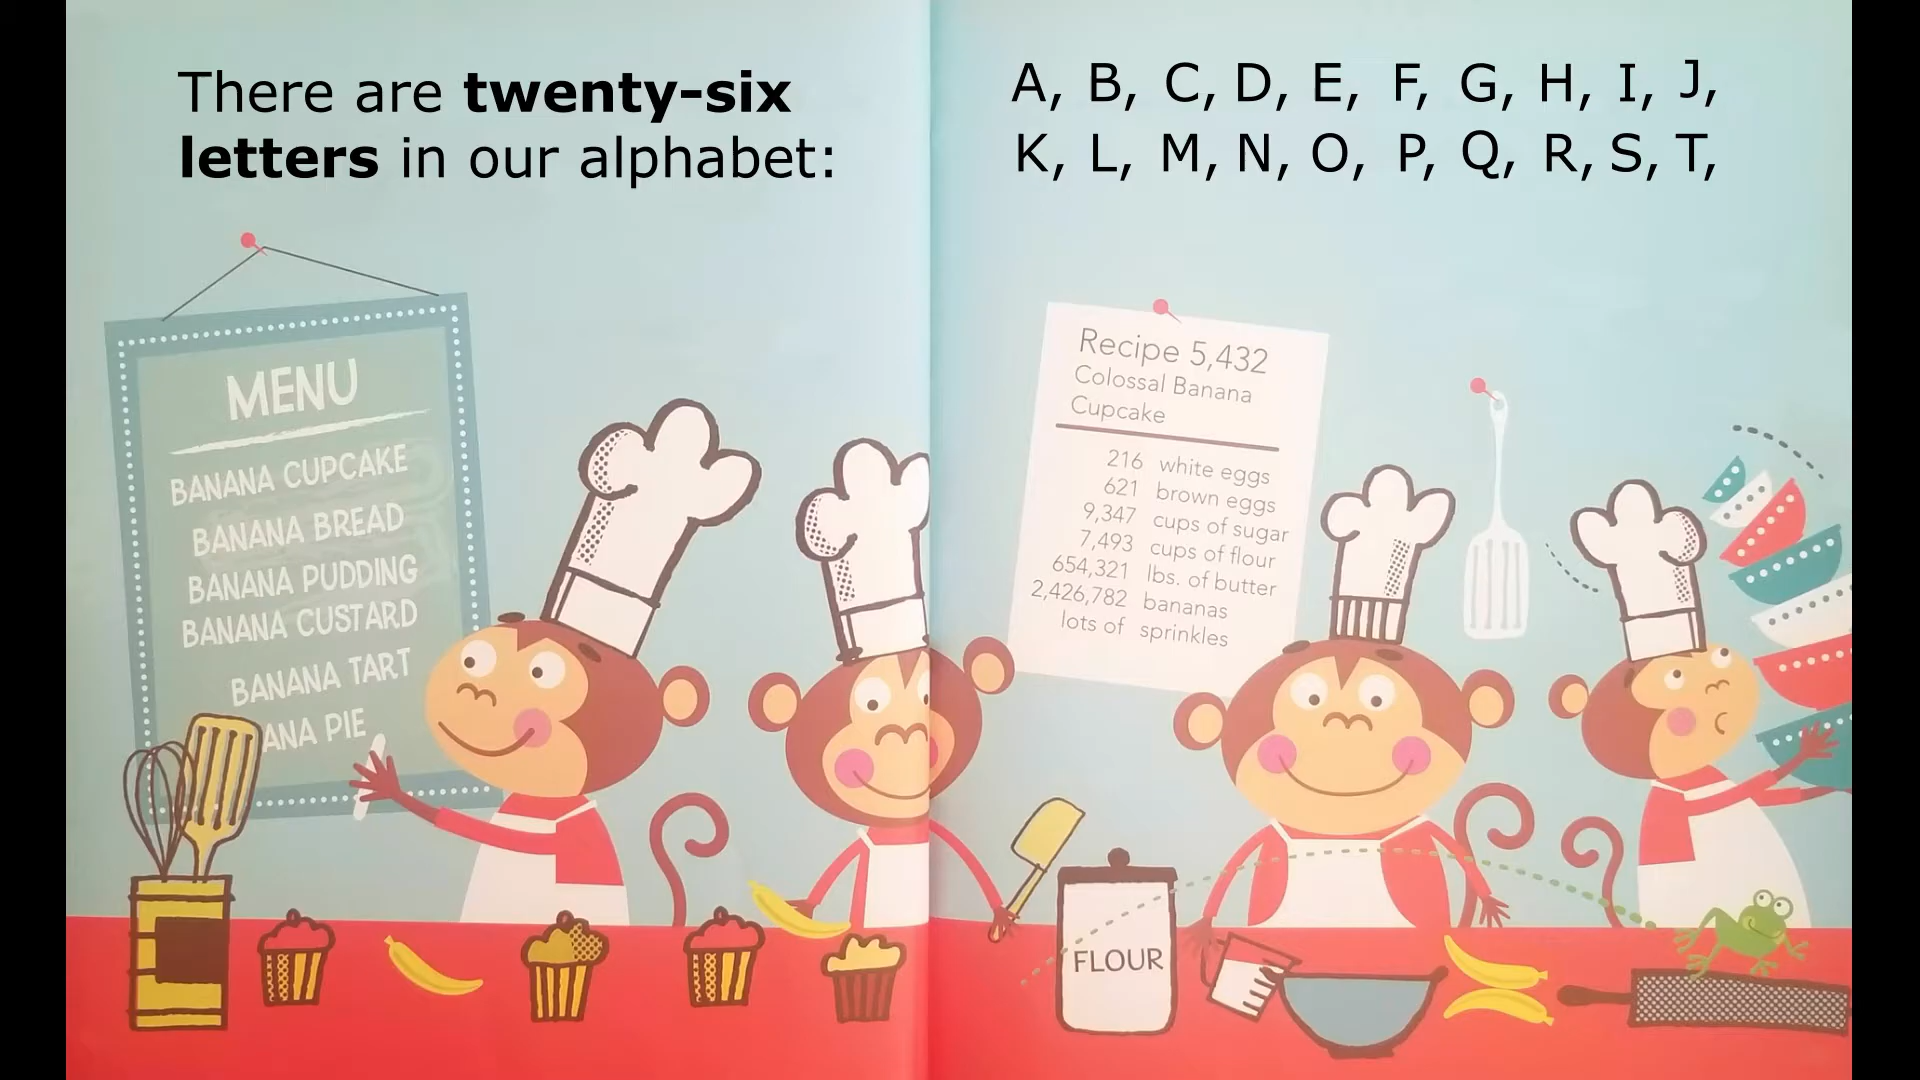 There are twenty-six
letters in our alphabet:
A, B, C, D, E, F, G, H, I, J,
K, L, M, N, O, P, Q, R, S, T,
MENU
BANANA CUPCAKE
BANANA BREAD
BANANA PUDDING
BANANA CUSTARD
BANANA TART
ANA PIE
Recipe 5,432
Colossal Banana
Cupcake
216 white eggs
621 brown eggs
9,347 cups of sugar
7,493 cups of flour
654,321 lbs. of butter
2,426,782 bananas
lots of sprinkles
FLOUR